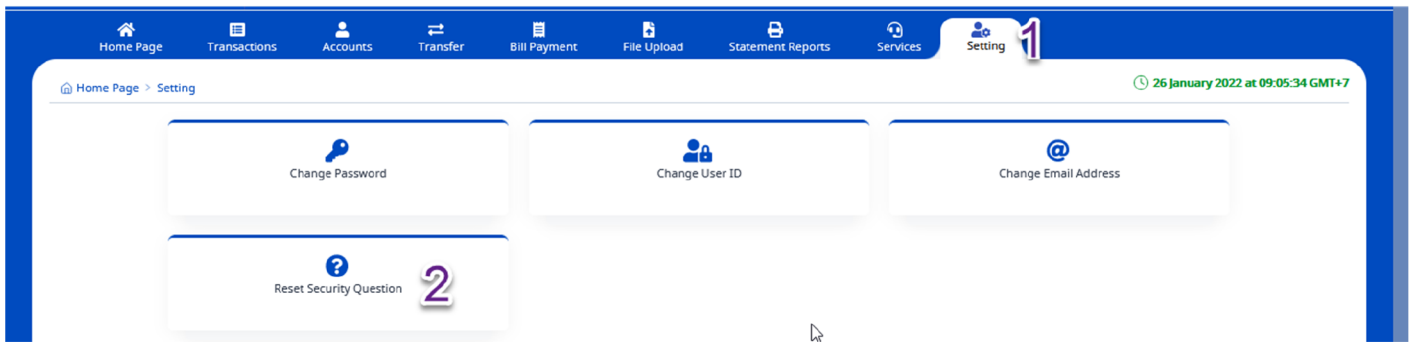 Home Page Transactions Accounts Transfer Bill Payment File Upload Statement Reports Services Setting 1
Home Page > Setting 26 January 2022 at 09:05:34 GMT+7
Change Password Change User ID Change Email Address
Reset Security Question 2